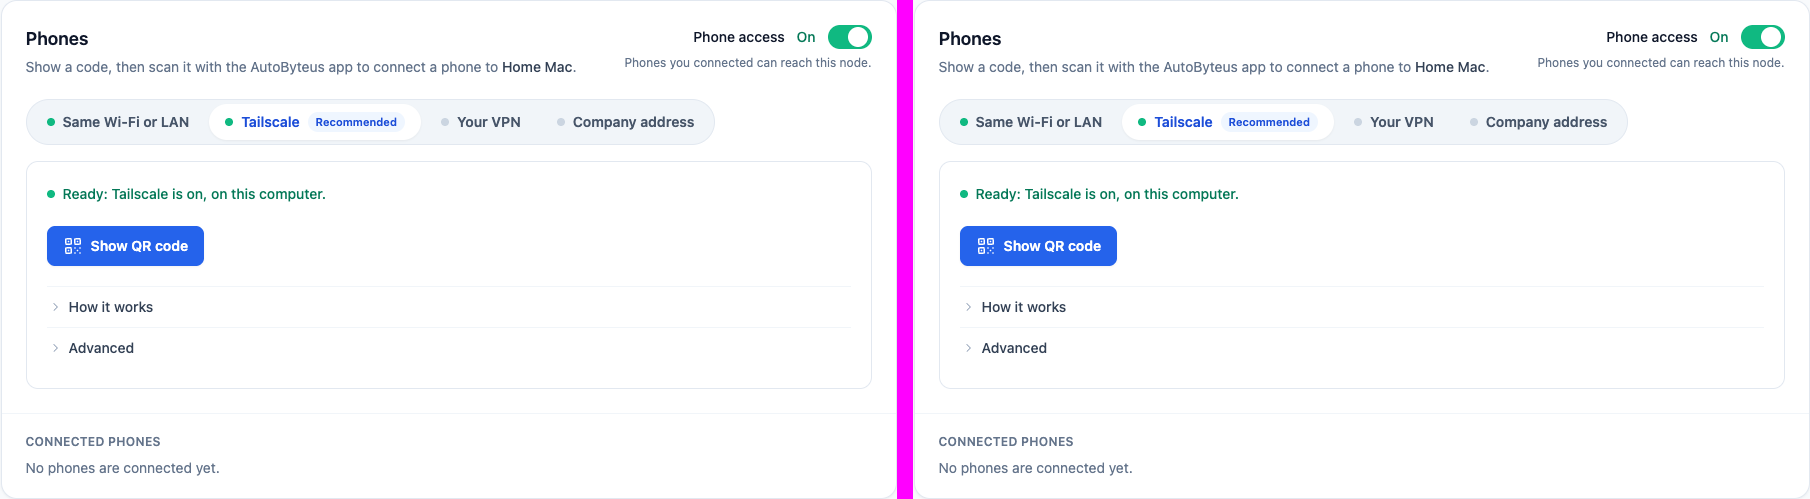 Phones
Phone access On
Show a code, then scan it with the AutoByteus app to connect a phone to Home Mac.
Phones you connected can reach this node.
Same Wi-Fi or LAN Tailscale Recommended Your VPN Company address
Ready: Tailscale is on, on this computer.
Show QR code
How it works
Advanced
CONNECTED PHONES
No phones are connected yet.
Phones
Phone access On
Show a code, then scan it with the AutoByteus app to connect a phone to Home Mac.
Phones you connected can reach this node.
Same Wi-Fi or LAN Tailscale Recommended Your VPN Company address
Ready: Tailscale is on, on this computer.
Show QR code
How it works
Advanced
CONNECTED PHONES
No phones are connected yet.